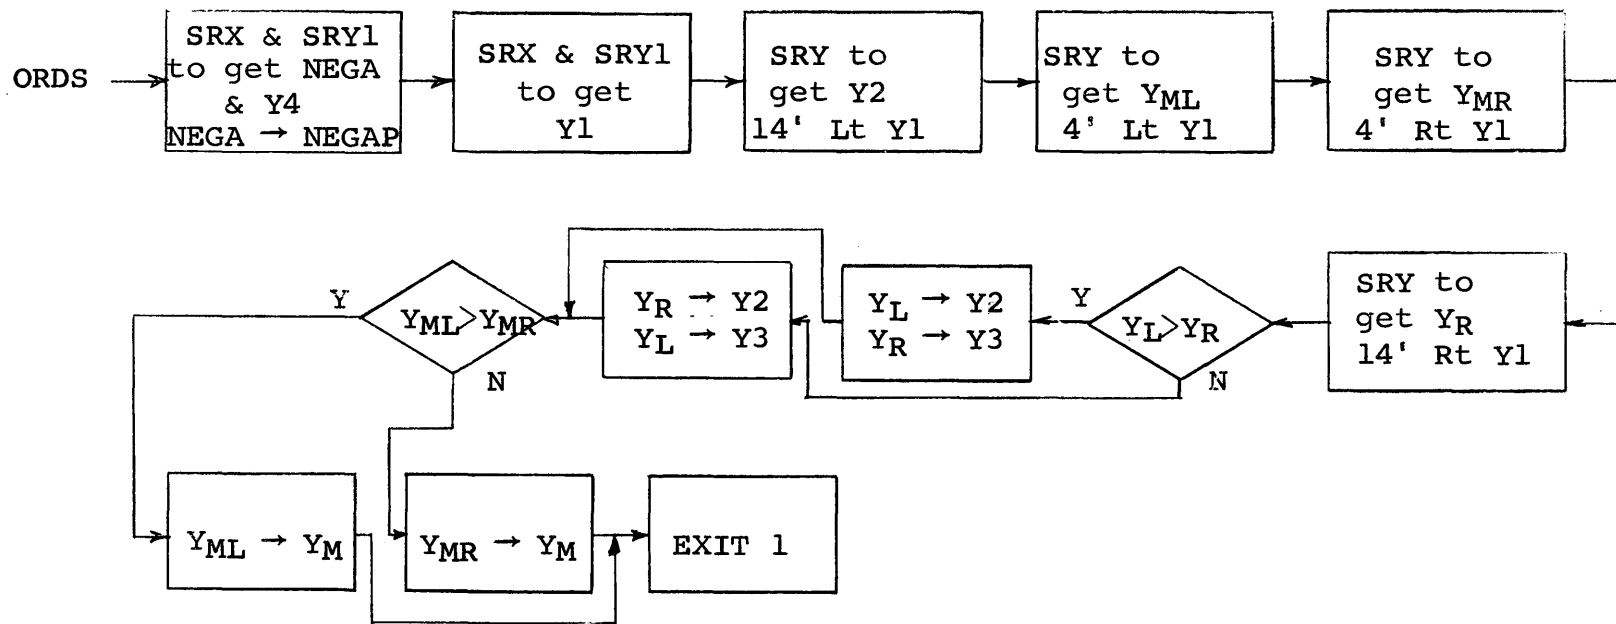 ORDS
SRX & SRY1
to get NEGA
& Y4
NEGA → NEGAP
SRX & SRY1
to get
Y1
SRY to
get Y2
14' Lt Y1
SRY to
get YML
4' Lt Y1
SRY to
get YMR
4' Rt Y1
SRY to
get YR
14' Rt Y1
YL>YR
Y
N
YL → Y2
YR → Y3
YR → Y2
YL → Y3
YML>YMR
Y
N
YML → YM
YMR → YM
EXIT 1